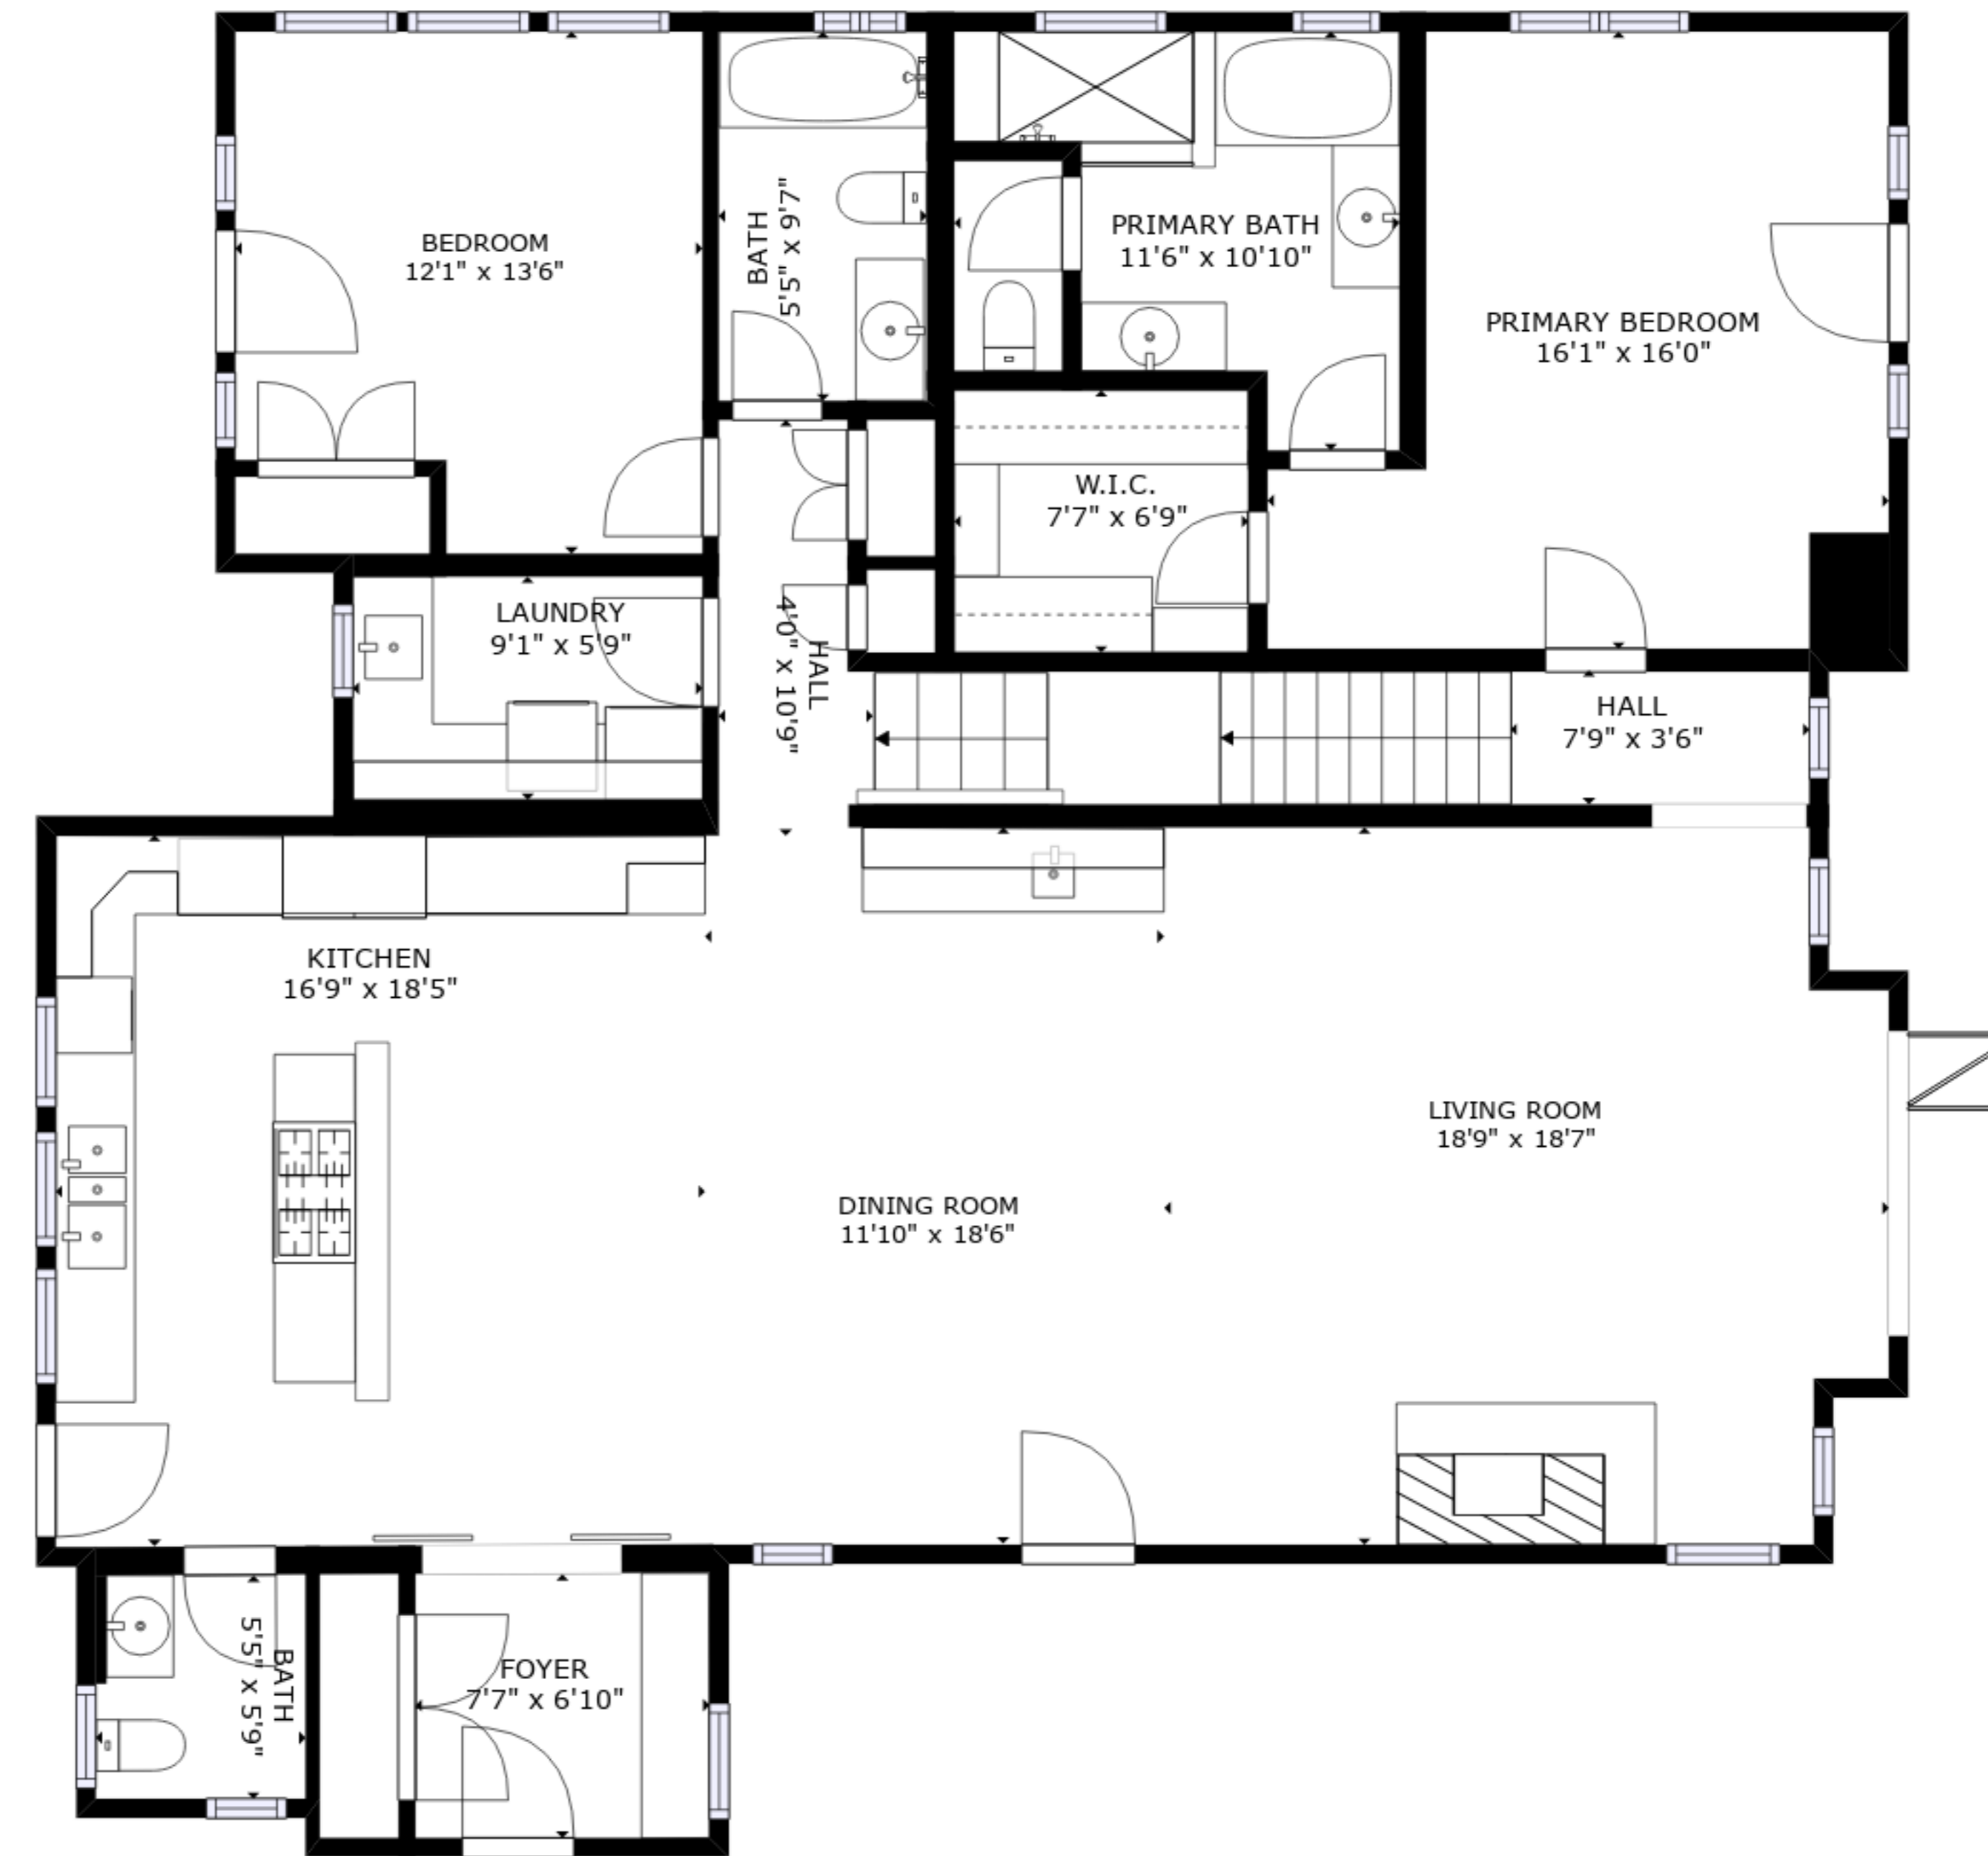 BEDROOM
12'1" x 13'6"
BATH
5'5" x 9'7"
PRIMARY BATH
11'6" x 10'10"
PRIMARY BEDROOM
16'1" x 16'0"
W.I.C.
7'7" x 6'9"
LAUNDRY
9'1" x 5'9"
HALL
4'0" x 10'9"
HALL
7'9" x 3'6"
KITCHEN
16'9" x 18'5"
LIVING ROOM
18'9" x 18'7"
DINING ROOM
11'10" x 18'6"
BATH
5'5" x 5'9"
FOYER
7'7" x 6'10"